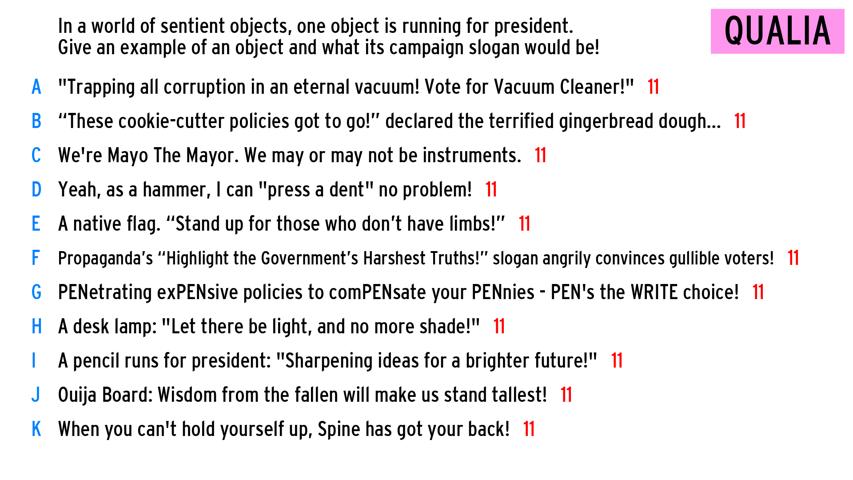 In a world of sentient objects, one object is running for president.
Give an example of an object and what its campaign slogan would be!
QUALIA
A "Trapping all corruption in an eternal vacuum! Vote for Vacuum Cleaner!" 11
B “These cookie-cutter policies got to go!” declared the terrified gingerbread dough... 11
C We're Mayo The Mayor. We may or may not be instruments. 11
D Yeah, as a hammer, I can "press a dent" no problem! 11
E A native flag. “Stand up for those who don’t have limbs!” 11
F Propaganda’s “Highlight the Government’s Harshest Truths!” slogan angrily convinces gullible voters! 11
G PENetrating exPENsive policies to comPENsate your PENnies - PEN's the WRITE choice! 11
H A desk lamp: "Let there be light, and no more shade!" 11
I A pencil runs for president: "Sharpening ideas for a brighter future!" 11
J Ouija Board: Wisdom from the fallen will make us stand tallest! 11
K When you can't hold yourself up, Spine has got your back! 11